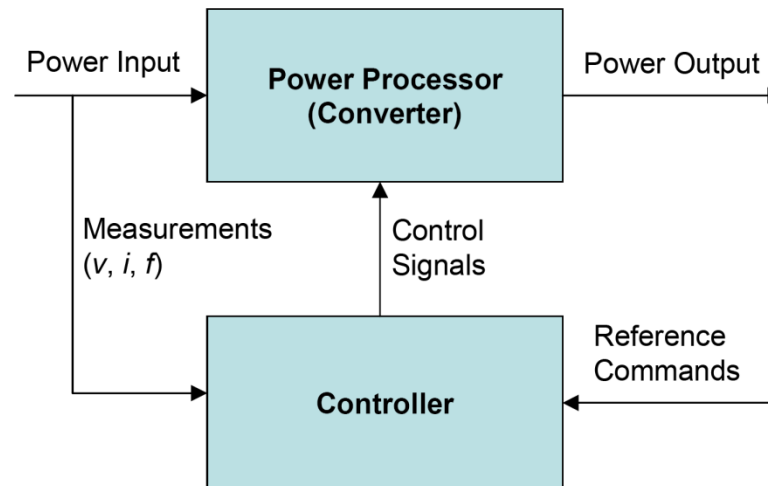 Power Input
Power Processor
(Converter)
Power Output
Measurements
(v, i, f)
Control
Signals
Reference
Commands
Controller